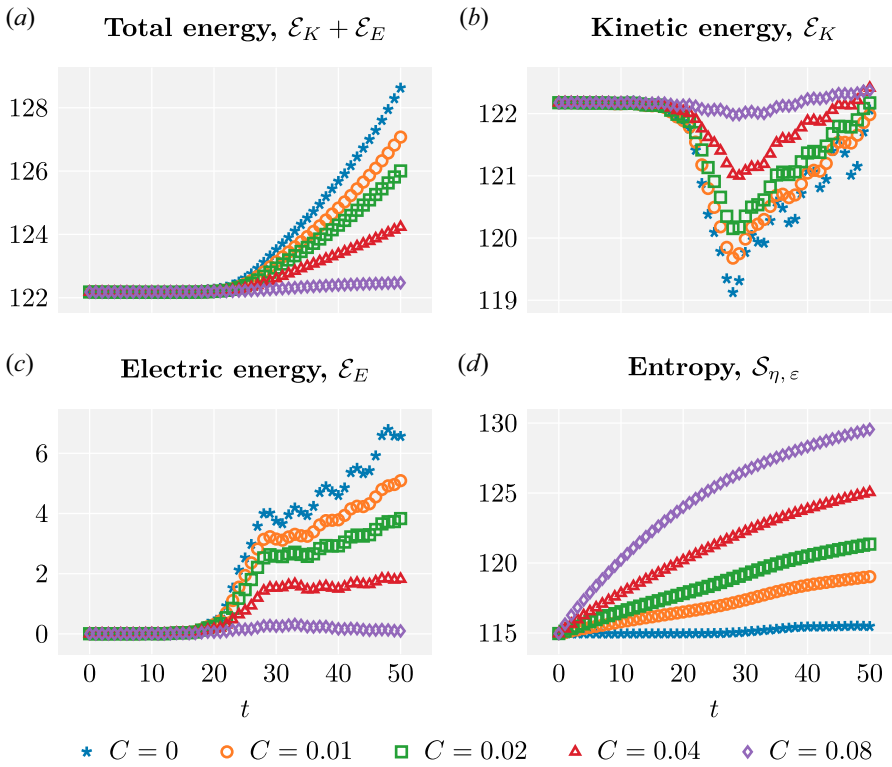 (a) Total energy, ℰ_K + ℰ_E
(b) Kinetic energy, ℰ_K
128
126
124
122
122
121
120
119
(c) Electric energy, ℰ_E
(d) Entropy, 𝒮_{η, ε}
6
4
2
0
130
125
120
115
0 10 20 30 40 50
0 10 20 30 40 50
t
t
C = 0 C = 0.01 C = 0.02 C = 0.04 C = 0.08